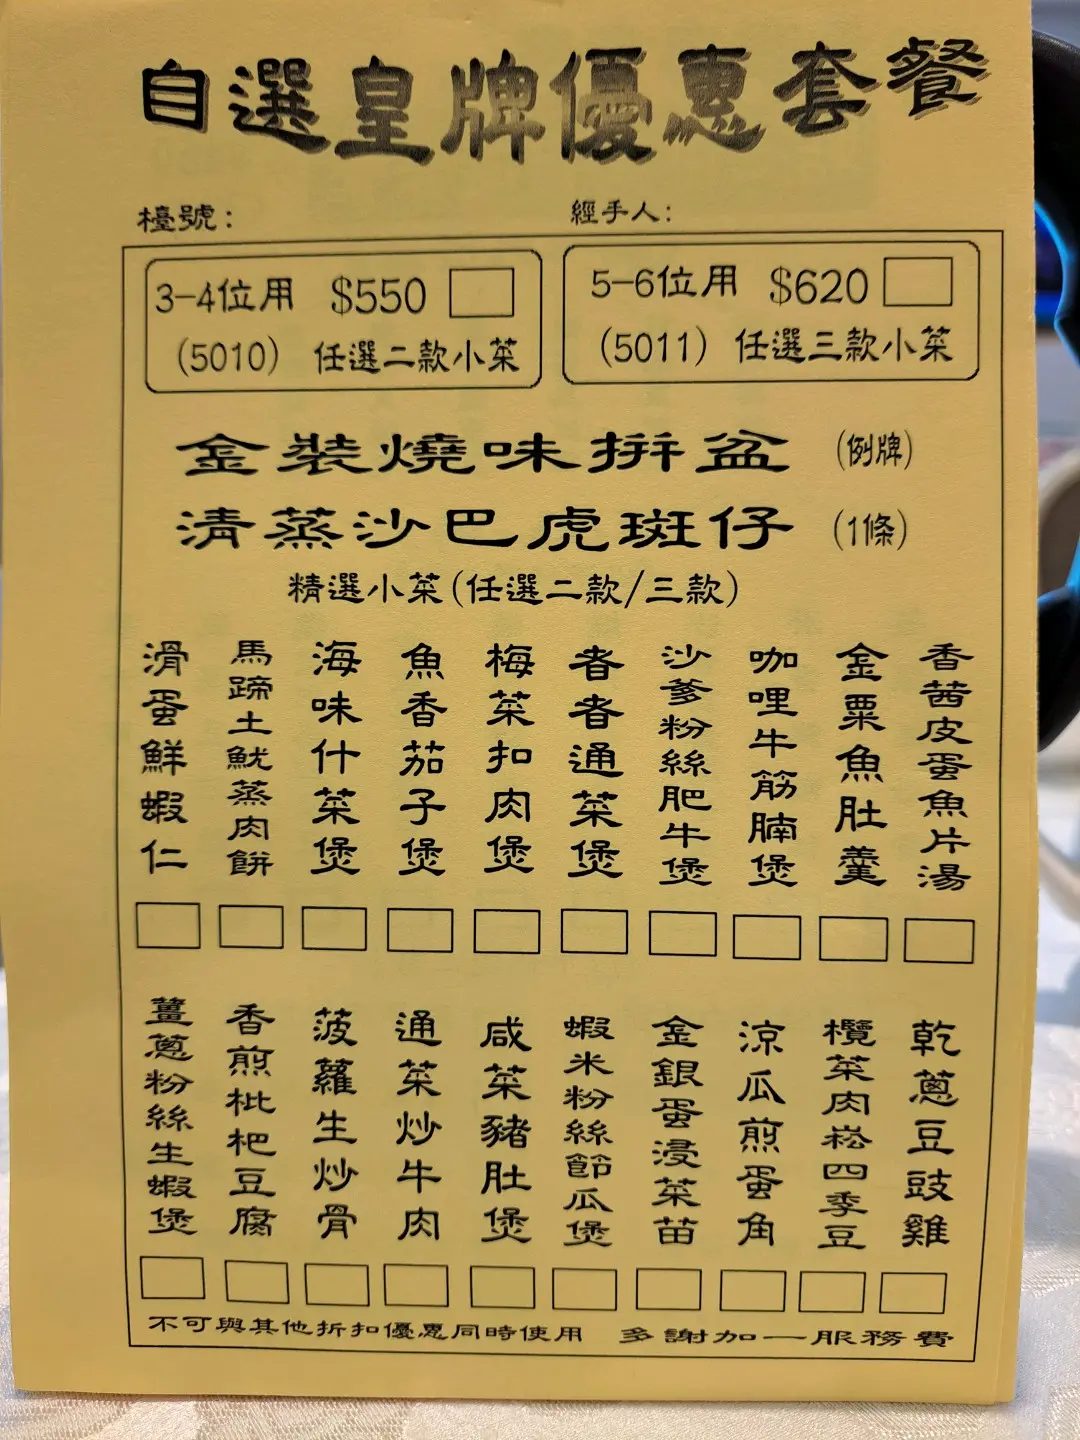 自選皇牌優惠套餐
檯號：
經手人：
3-4位用 $550
(5010) 任選二款小菜
5-6位用 $620
(5011) 任選三款小菜
金裝燒味拼盆 (例牌)
清蒸沙巴虎斑仔 (1條)
精選小菜(任選二款/三款)
香茜皮蛋魚片湯
金粟魚肚羹
咖哩牛筋腩煲
沙爹粉絲肥牛煲
者者通菜煲
梅菜扣肉煲
魚香茄子煲
海味什菜煲
馬蹄土魷蒸肉餅
滑蛋鮮蝦仁
乾蔥豆豉雞
欖菜肉崧四季豆
涼瓜煎蛋角
金銀蛋浸菜苗
蝦米粉絲節瓜煲
咸菜豬肚煲
通菜炒牛肉
菠蘿生炒骨
香煎枇杷豆腐
薑蔥粉絲生蝦煲
不可與其他折扣優惠同時使用 多謝加一服務費